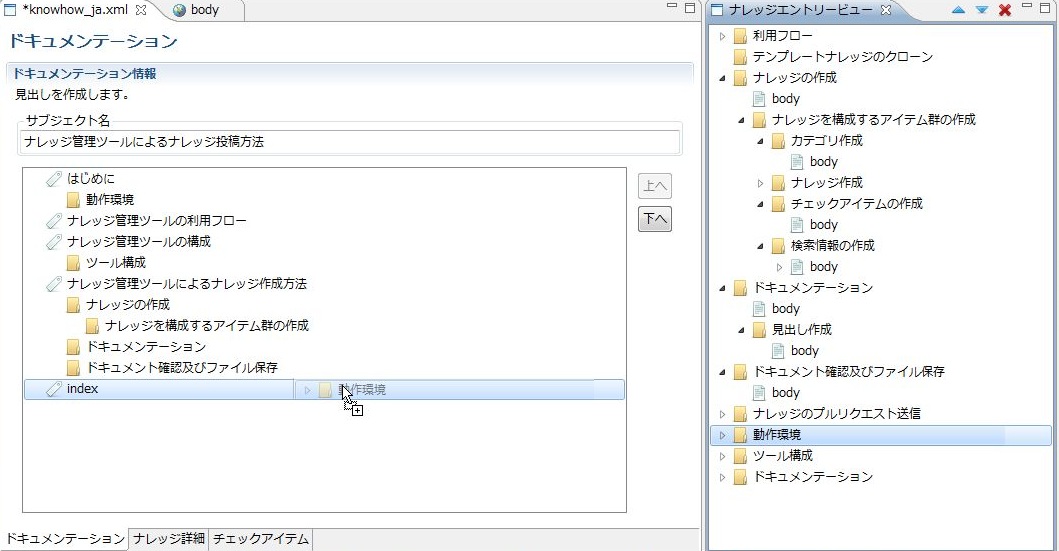 *knowhow_ja.xml
body
ドキュメンテーション
ドキュメンテーション情報
見出しを作成します。
サブジェクト名
ナレッジ管理ツールによるナレッジ投稿方法
はじめに
動作環境
ナレッジ管理ツールの利用フロー
ナレッジ管理ツールの構成
ツール構成
ナレッジ管理ツールによるナレッジ作成方法
ナレッジの作成
ナレッジを構成するアイテム群の作成
ドキュメンテーション
ドキュメント確認及びファイル保存
index
動作環境
上へ
下へ
ドキュメンテーション
ナレッジ詳細
チェックアイテム
ナレッジエントリービュー
利用フロー
テンプレートナレッジのクローン
ナレッジの作成
body
ナレッジを構成するアイテム群の作成
カテゴリ作成
body
ナレッジ作成
チェックアイテムの作成
body
検索情報の作成
body
ドキュメンテーション
body
見出し作成
body
ドキュメント確認及びファイル保存
body
ナレッジのプルリクエスト送信
動作環境
ツール構成
ドキュメンテーション